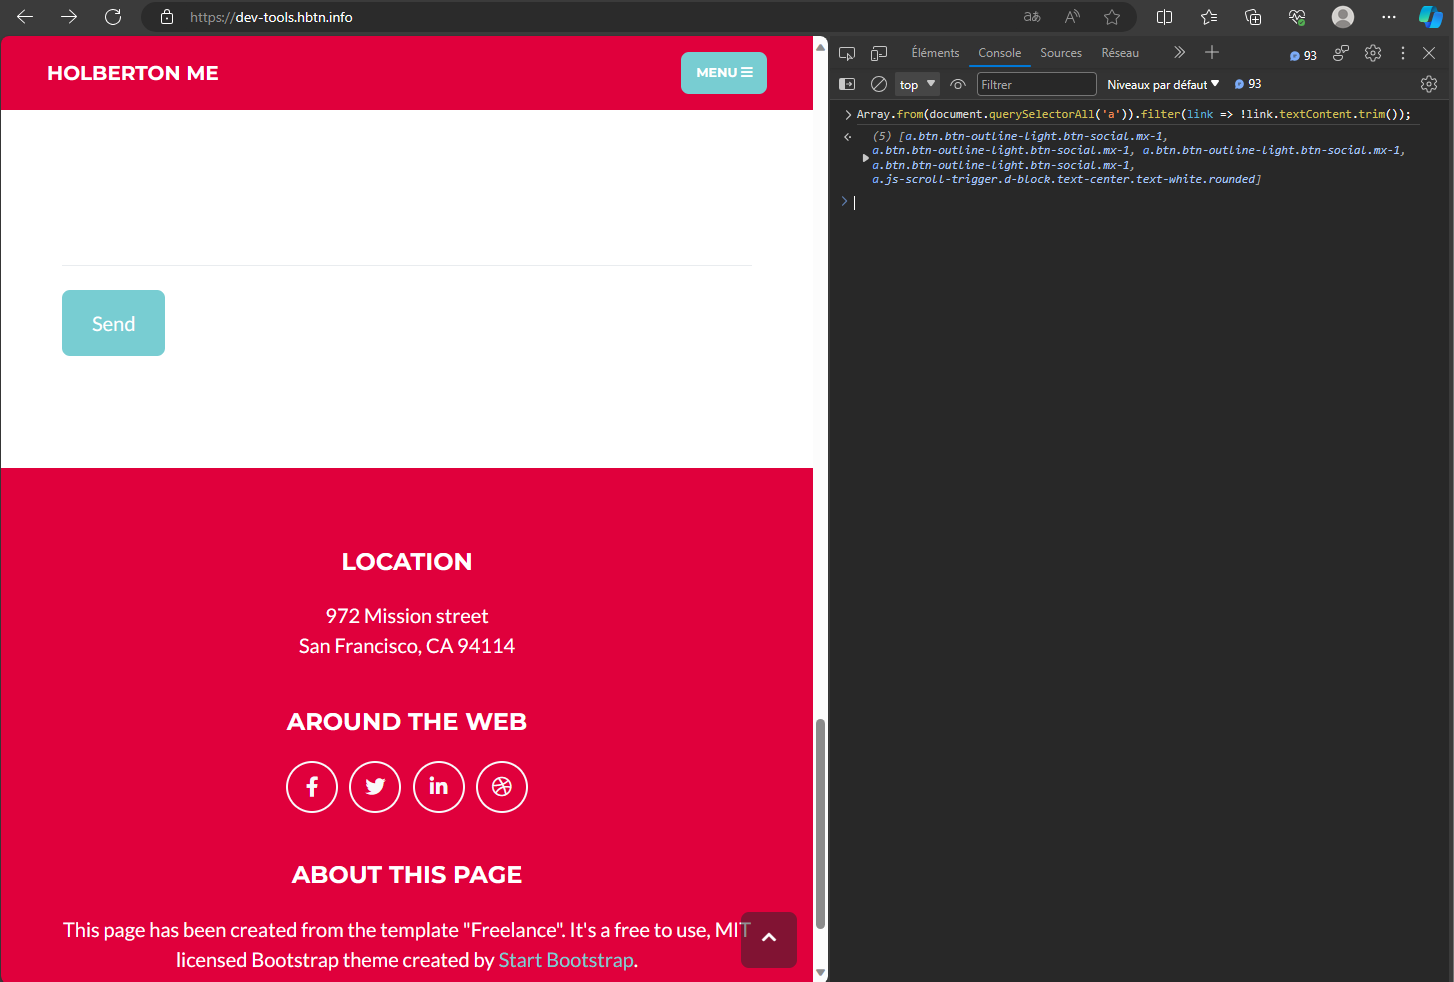 https://dev-tools.hbtn.info
HOLBERTON ME
MENU
Send
LOCATION
972 Mission street
San Francisco, CA 94114
AROUND THE WEB
ABOUT THIS PAGE
This page has been created from the template "Freelance". It's a free to use, MIT
licensed Bootstrap theme created by Start Bootstrap.
Éléments Console Sources Réseau 93
top Filtrer Niveaux par défaut 93
Array.from(document.querySelectorAll('a')).filter(link => !link.textContent.trim());
(5) [a.btn.btn-outline-light.btn-social.mx-1,
a.btn.btn-outline-light.btn-social.mx-1, a.btn.btn-outline-light.btn-social.mx-1,
a.btn.btn-outline-light.btn-social.mx-1,
a.js-scroll-trigger.d-block.text-center.text-white.rounded]